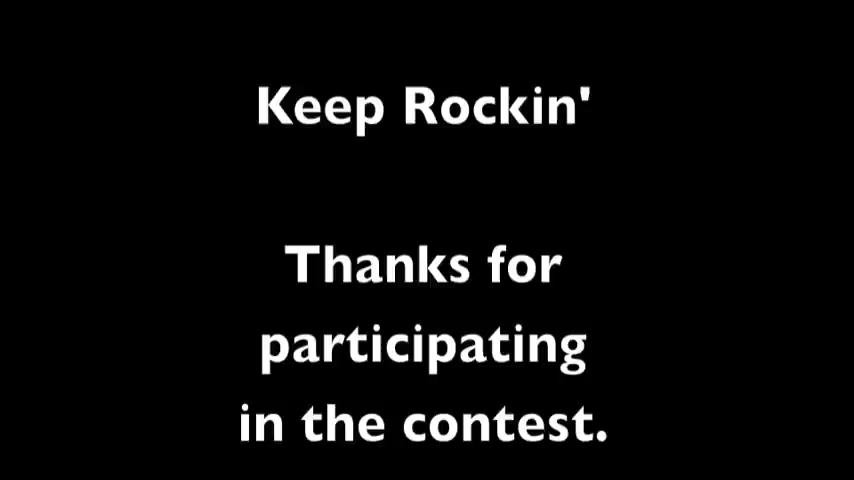 Keep Rockin'
Thanks for
participating
in the contest.